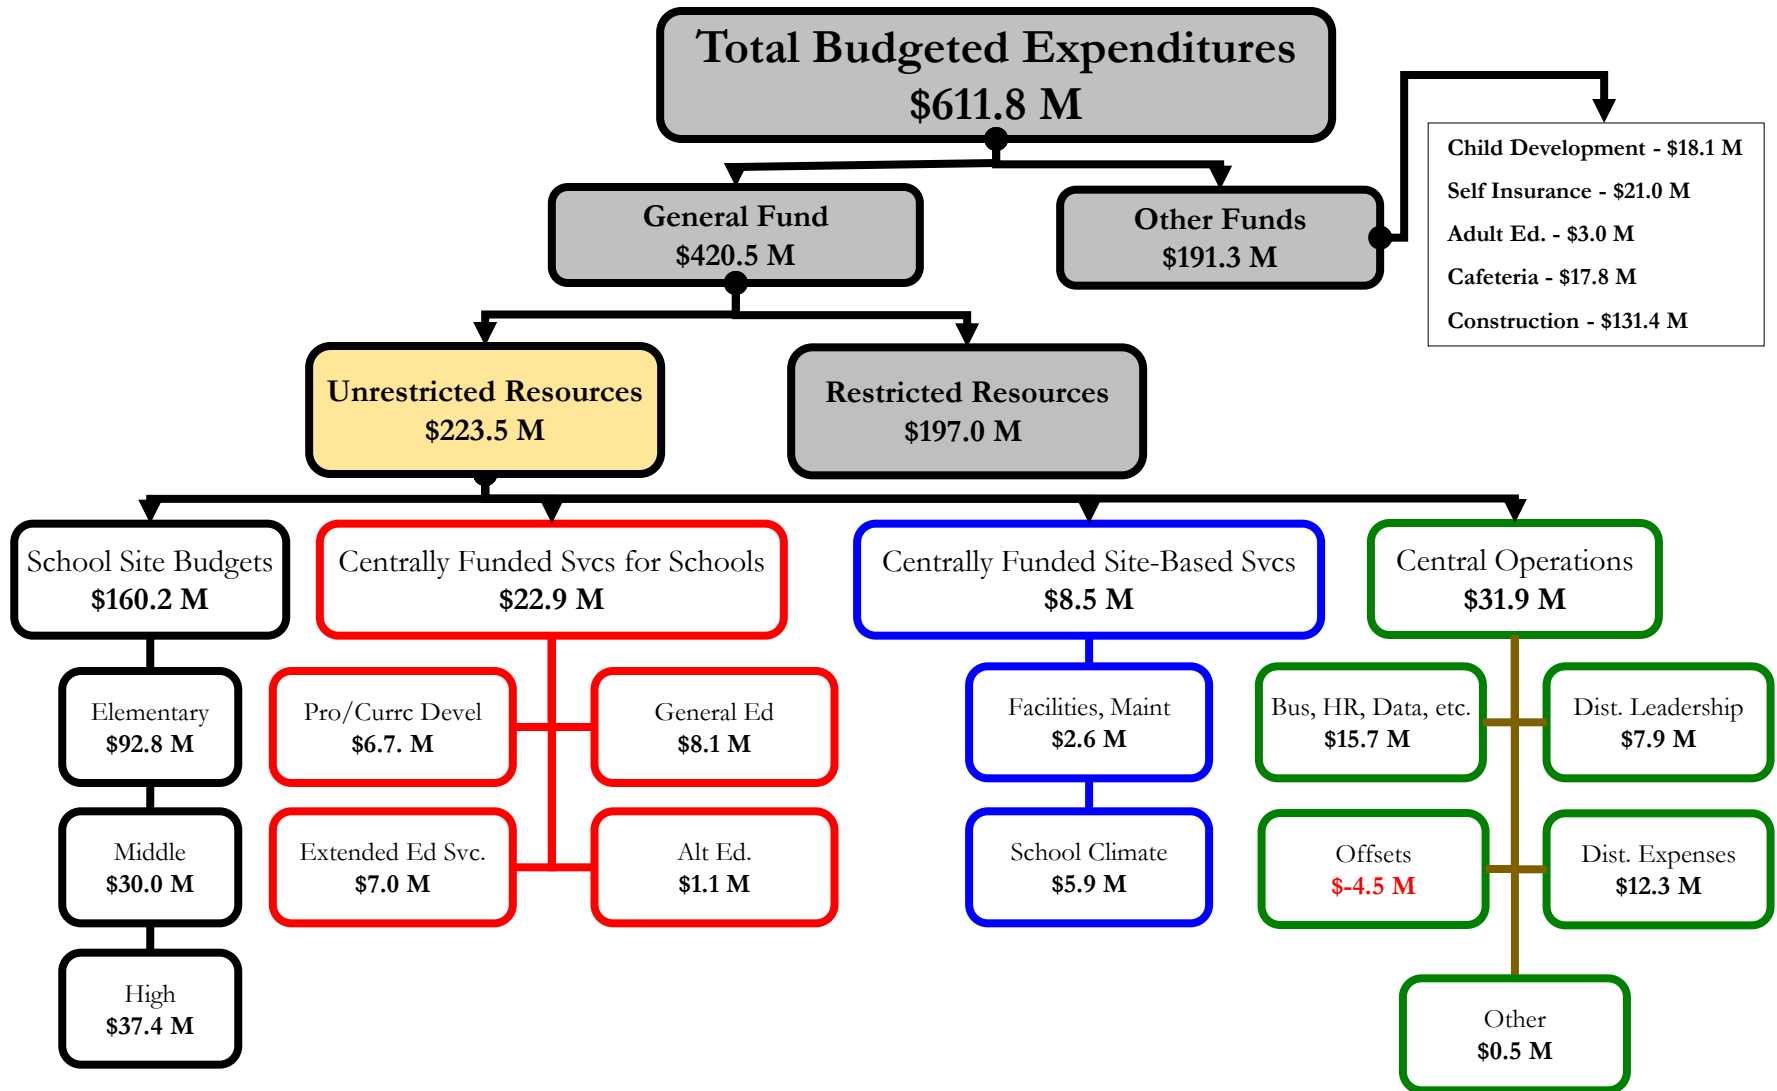 Total Budgeted Expenditures
$611.8 M
General Fund
$420.5 M
Other Funds
$191.3 M
Child Development - $18.1 M
Self Insurance - $21.0 M
Adult Ed. - $3.0 M
Cafeteria - $17.8 M
Construction - $131.4 M
Unrestricted Resources
$223.5 M
Restricted Resources
$197.0 M
School Site Budgets
$160.2 M
Centrally Funded Svcs for Schools
$22.9 M
Centrally Funded Site-Based Svcs
$8.5 M
Central Operations
$31.9 M
Elementary
$92.8 M
Middle
$30.0 M
High
$37.4 M
Pro/Currc Devel
$6.7. M
General Ed
$8.1 M
Extended Ed Svc.
$7.0 M
Alt Ed.
$1.1 M
Facilities, Maint
$2.6 M
School Climate
$5.9 M
Bus, HR, Data, etc.
$15.7 M
Dist. Leadership
$7.9 M
Offsets
$-4.5 M
Dist. Expenses
$12.3 M
Other
$0.5 M